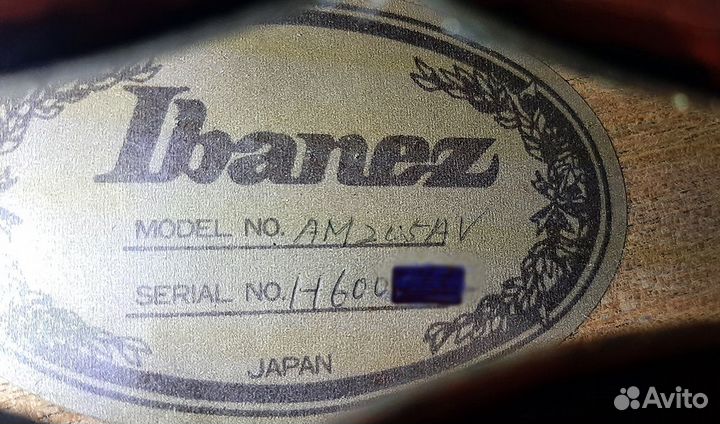 Ibanez
MODEL NO. AM205AV
SERIAL NO. H600
JAPAN
Avito